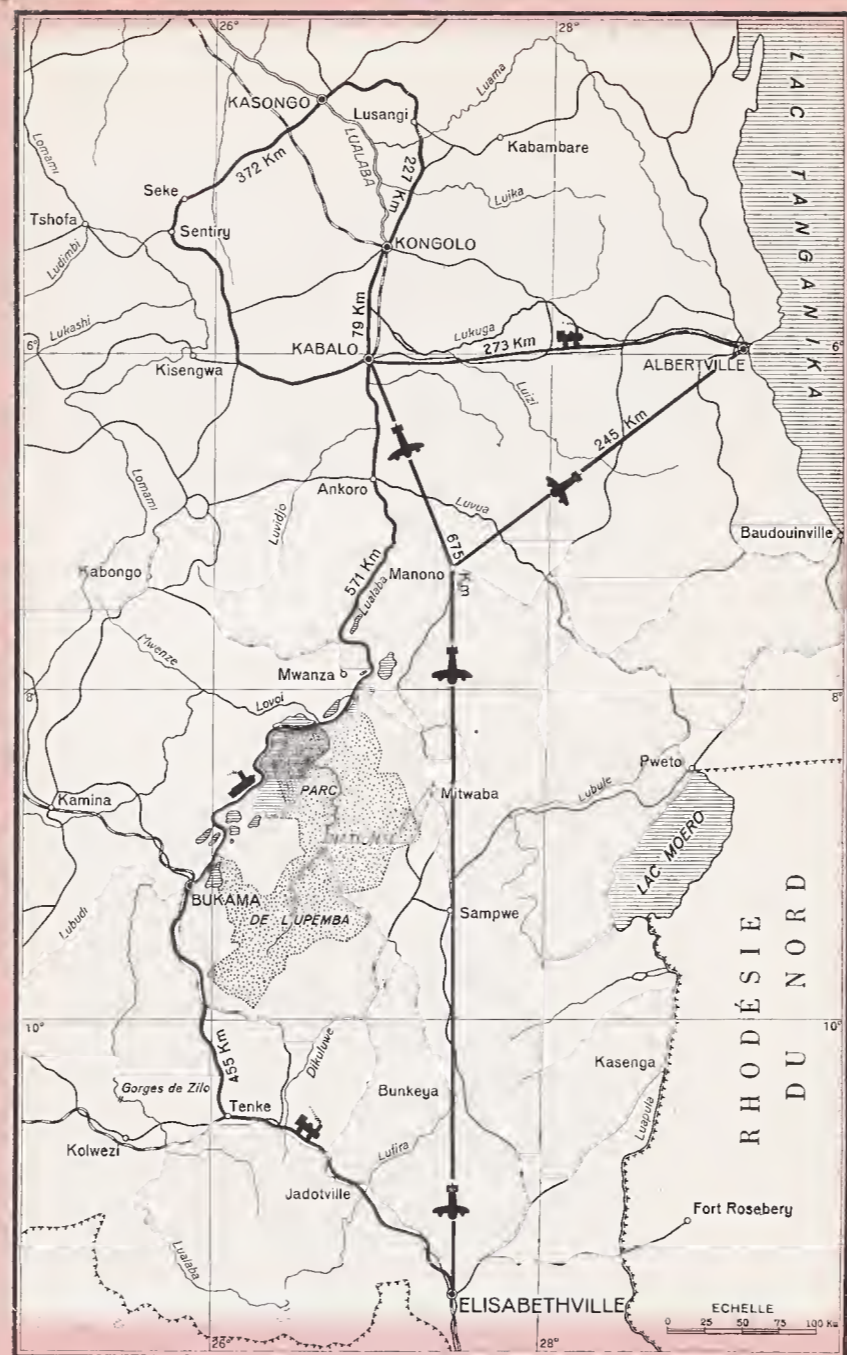 26°
28°
LAC TANGANIKA
KASONGO
Lusangi
Luama
LUALABA
Kabambare
Lomami
372 Km
227 Km
Seke
Luika
Tshofa
Sentiry
KONGOLO
Ludimbi
Lukashi
79 Km
Lukuga
6°
KABALO
273 Km
6°
Kisengwa
ALBERTVILLE
Luizi
245 Km
Lomami
Ankoro
Luvidjo
Luvua
Baudouinville
675 Km
Kabongo
571 Km
Manono
Lualaba
Mwenze
Mwanza
8°
Lovoi
8°
Pweto
Kamina
PARC
Mitwaba
Lubule
NATIONAL
LAC MOERO
BUKAMA
DE L'UPEMBA
Sampwe
Lubudi
RHODÉSIE
DU NORD
10°
10°
455 Km
Dikuluwe
Kasenga
Gorges de Zilo
Bunkeya
Tenke
Luapula
Kolwezi
Lufira
Jadotville
Fort Rosebery
Lualaba
ELISABETHVILLE
ECHELLE
0 25 50 75 100 Km
26°
28°